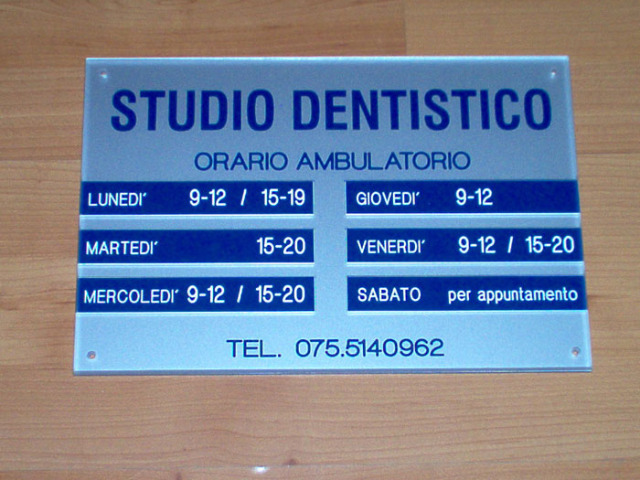 STUDIO DENTISTICO
ORARIO AMBULATORIO
LUNEDI' 9-12 / 15-19
MARTEDI' 15-20
MERCOLEDI' 9-12 / 15-20
GIOVEDI' 9-12
VENERDI' 9-12 / 15-20
SABATO per appuntamento
TEL. 075.5140962